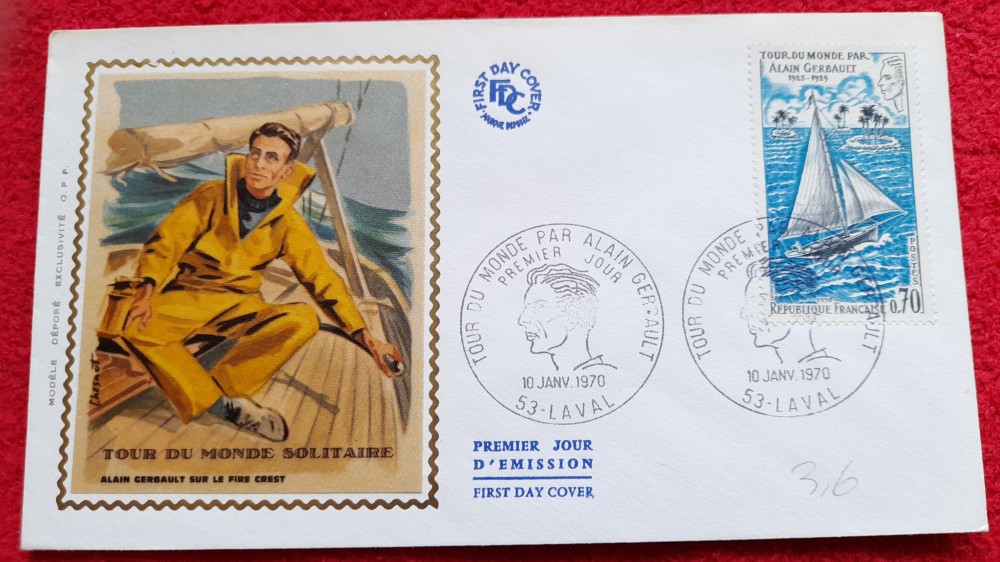 MODÈLE DÉPOSÉ EXCLUSIVITÉ O.P.P.
TOUR DU MONDE SOLITAIRE
ALAIN GERBAULT SUR LE FIRE CREST
FIRST DAY COVER
FDC
MARQUE DEPOSEE
TOUR DU MONDE PAR ALAIN GERBAULT
PREMIER JOUR
10 JANV. 1970
53-LAVAL
PREMIER JOUR
D'EMISSION
FIRST DAY COVER
TOUR DU MONDE PAR
ALAIN GERBAULT
1923-1929
POSTES
1970
REPUBLIQUE FRANÇAISE 0,70
TOUR DU MONDE
PREMIER
10 JANV. 1970
53-LAVAL
3,6